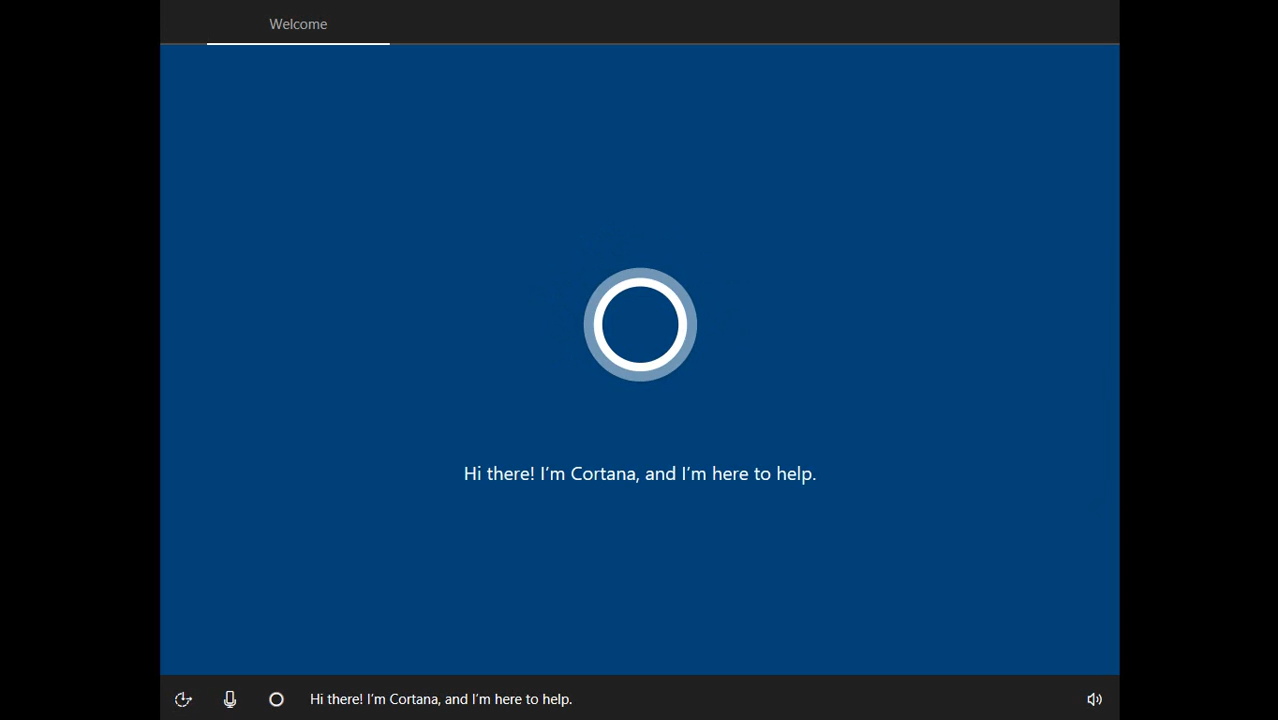 Welcome
Hi there! I’m Cortana, and I’m here to help.
Hi there! I’m Cortana, and I’m here to help.